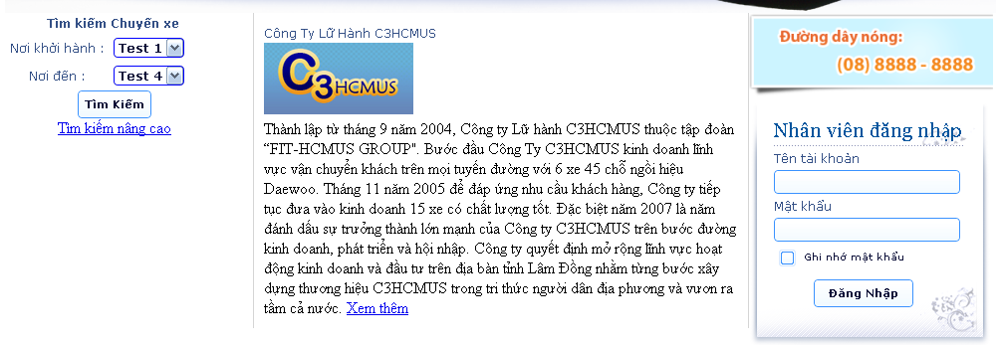 Tìm kiếm Chuyến xe
Nơi khởi hành :
Test 1
Nơi đến :
Test 4
Tìm Kiếm
Tìm kiếm nâng cao
Công Ty Lữ Hành C3HCMUS
C3HCMUS
Thành lập từ tháng 9 năm 2004, Công ty Lữ hành C3HCMUS thuộc tập đoàn
“FIT-HCMUS GROUP". Bước đầu Công Ty C3HCMUS kinh doanh lĩnh
vực vận chuyển khách trên mọi tuyến đường với 6 xe 45 chỗ ngồi hiệu
Daewoo. Tháng 11 năm 2005 để đáp ứng nhu cầu khách hàng, Công ty tiếp
tục đưa vào kinh doanh 15 xe có chất lượng tốt. Đặc biệt năm 2007 là năm
đánh dấu sự trưởng thành lớn mạnh của Công ty C3HCMUS trên bước đường
kinh doanh, phát triển và hội nhập. Công ty quyết định mở rộng lĩnh vực hoạt
động kinh doanh và đầu tư trên địa bàn tỉnh Lâm Đồng nhằm từng bước xây
dựng thương hiệu C3HCMUS trong tri thức người dân địa phương và vươn ra
tầm cả nước. Xem thêm
Đường dây nóng:
(08) 8888 - 8888
Nhân viên đăng nhập
Tên tài khoản
Mật khẩu
Ghi nhớ mật khẩu
Đăng Nhập